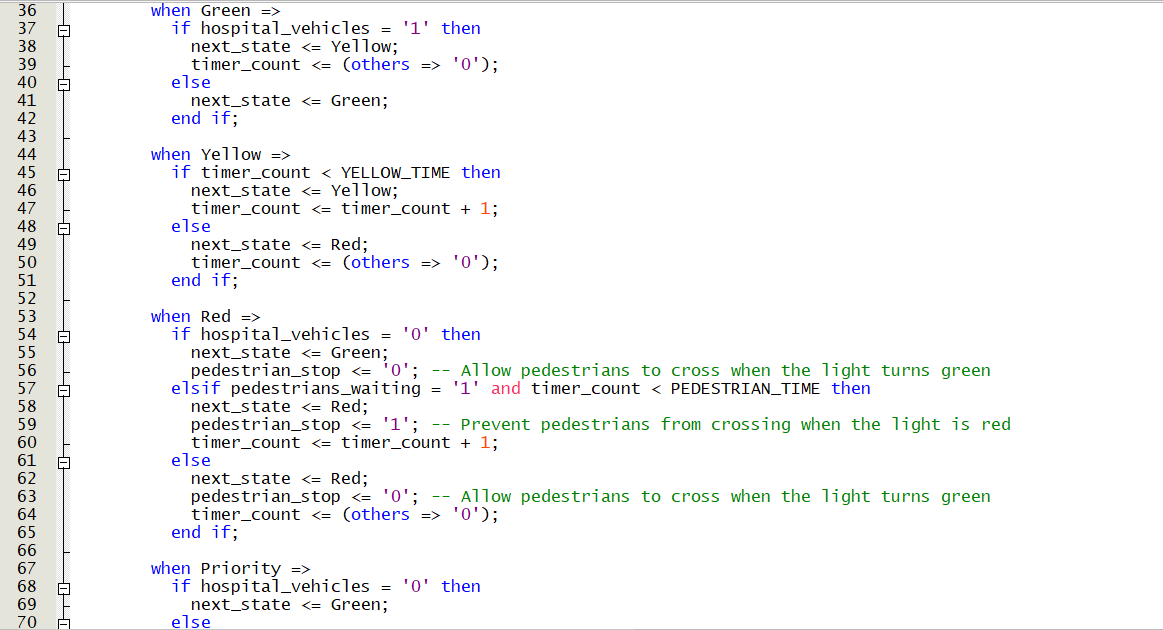 36 when Green =>
37 if hospital_vehicles = '1' then
38 next_state <= Yellow;
39 timer_count <= (others => '0');
40 else
41 next_state <= Green;
42 end if;
43
44 when Yellow =>
45 if timer_count < YELLOW_TIME then
46 next_state <= Yellow;
47 timer_count <= timer_count + 1;
48 else
49 next_state <= Red;
50 timer_count <= (others => '0');
51 end if;
52
53 when Red =>
54 if hospital_vehicles = '0' then
55 next_state <= Green;
56 pedestrian_stop <= '0'; -- Allow pedestrians to cross when the light turns green
57 elsif pedestrians_waiting = '1' and timer_count < PEDESTRIAN_TIME then
58 next_state <= Red;
59 pedestrian_stop <= '1'; -- Prevent pedestrians from crossing when the light is red
60 timer_count <= timer_count + 1;
61 else
62 next_state <= Red;
63 pedestrian_stop <= '0'; -- Allow pedestrians to cross when the light turns green
64 timer_count <= (others => '0');
65 end if;
66
67 when Priority =>
68 if hospital_vehicles = '0' then
69 next_state <= Green;
70 else